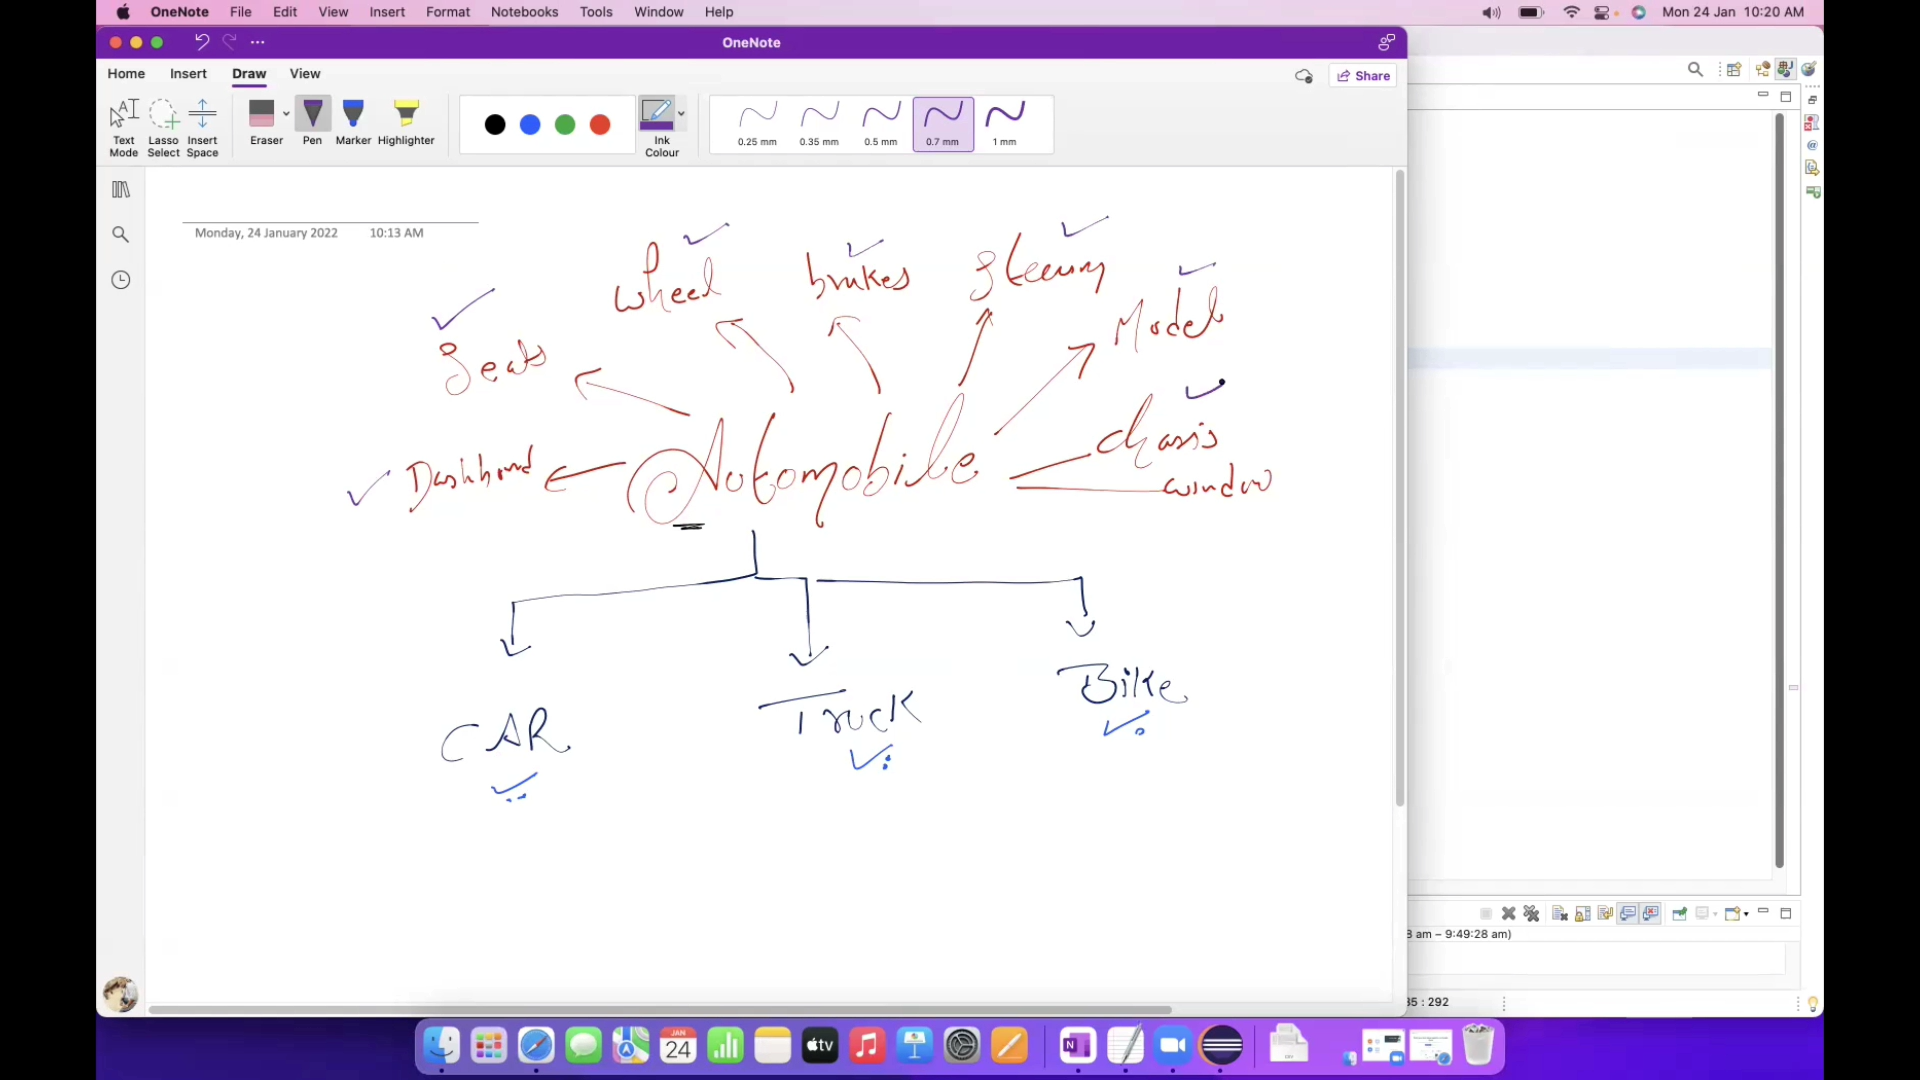 OneNote File Edit View Insert Format Notebooks Tools Window Help
Mon 24 Jan 10:20 AM
OneNote
Home Insert Draw View
Share
Text Mode
Lasso Select
Insert Space
Eraser
Pen
Marker
Highlighter
Ink Colour
0.25 mm
0.35 mm
0.5 mm
0.7 mm
1 mm
Monday, 24 January 2022 10:13 AM
wheel
brakes
Steering
Model
Seats
chasis
Dashboard
Automobile
window
Bike
Truck
CAR
8 am – 9:49:28 am)
35 : 292
JAN
24
tv